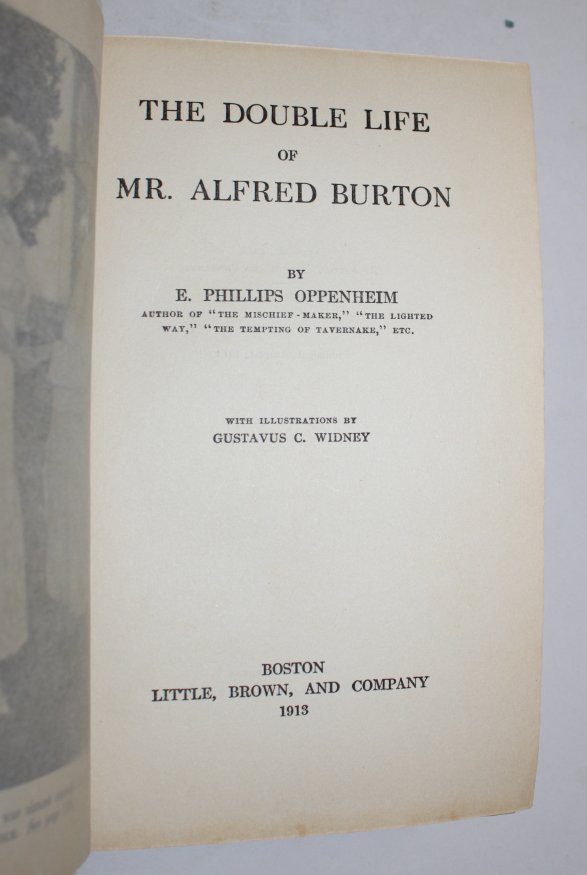 THE DOUBLE LIFE
OF
MR. ALFRED BURTON
BY
E. PHILLIPS OPPENHEIM
AUTHOR OF "THE MISCHIEF-MAKER," "THE LIGHTED
WAY," "THE TEMPTING OF TAVERNAKE," ETC.
WITH ILLUSTRATIONS BY
GUSTAVUS C. WIDNEY
BOSTON
LITTLE, BROWN, AND COMPANY
1913